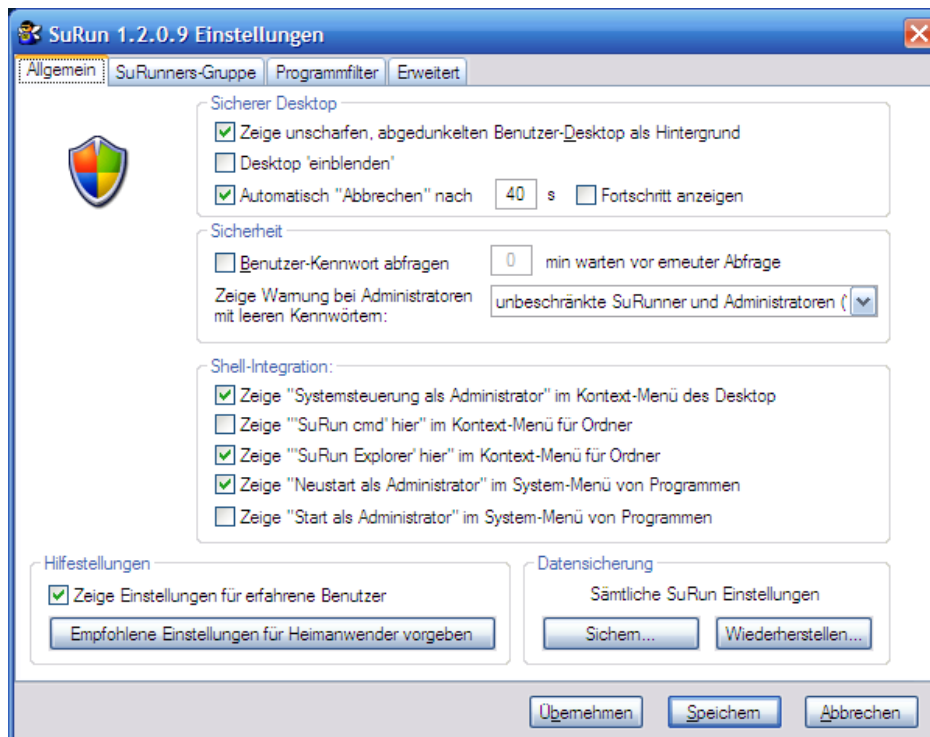 SuRun 1.2.0.9 Einstellungen
Allgemein SuRunners-Gruppe Programmfilter Erweitert
Sicherer Desktop
Zeige unscharfen, abgedunkelten Benutzer-Desktop als Hintergrund
Desktop 'einblenden'
Automatisch "Abbrechen" nach 40 s Fortschritt anzeigen
Sicherheit
Benutzer-Kennwort abfragen 0 min warten vor erneuter Abfrage
Zeige Warnung bei Administratoren
mit leeren Kennwörtern:
unbeschränkte SuRunner und Administratoren (
Shell-Integration:
Zeige "Systemsteuerung als Administrator" im Kontext-Menü des Desktop
Zeige "'SuRun cmd' hier" im Kontext-Menü für Ordner
Zeige "'SuRun Explorer' hier" im Kontext-Menü für Ordner
Zeige "Neustart als Administrator" im System-Menü von Programmen
Zeige "Start als Administrator" im System-Menü von Programmen
Hilfestellungen
Zeige Einstellungen für erfahrene Benutzer
Empfohlene Einstellungen für Heimanwender vorgeben
Datensicherung
Sämtliche SuRun Einstellungen
Sichern... Wiederherstellen...
Übernehmen Speichern Abbrechen